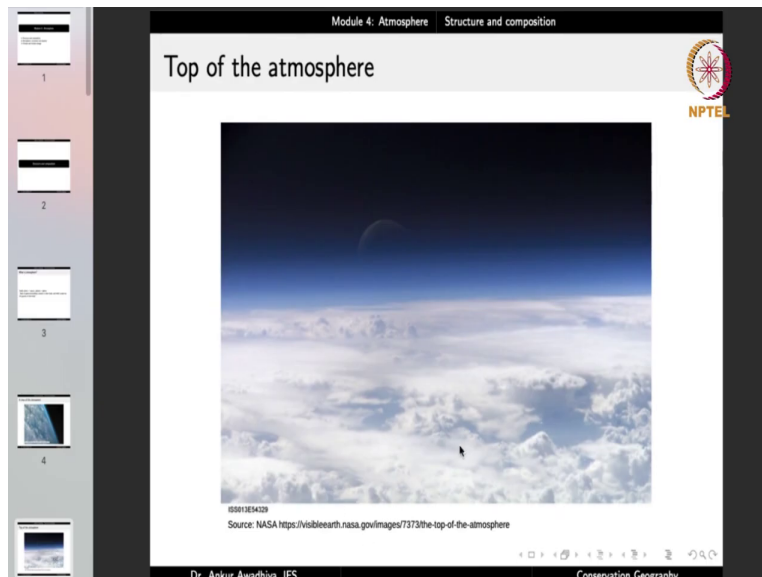 Module 4: Atmosphere Structure and composition
Top of the atmosphere
NPTEL
1
2
3
4
ISS013E54329
Source: NASA https://visibleearth.nasa.gov/images/7373/the-top-of-the-atmosphere
Dr. Ankur Awadhiya, IFS Conservation Geography